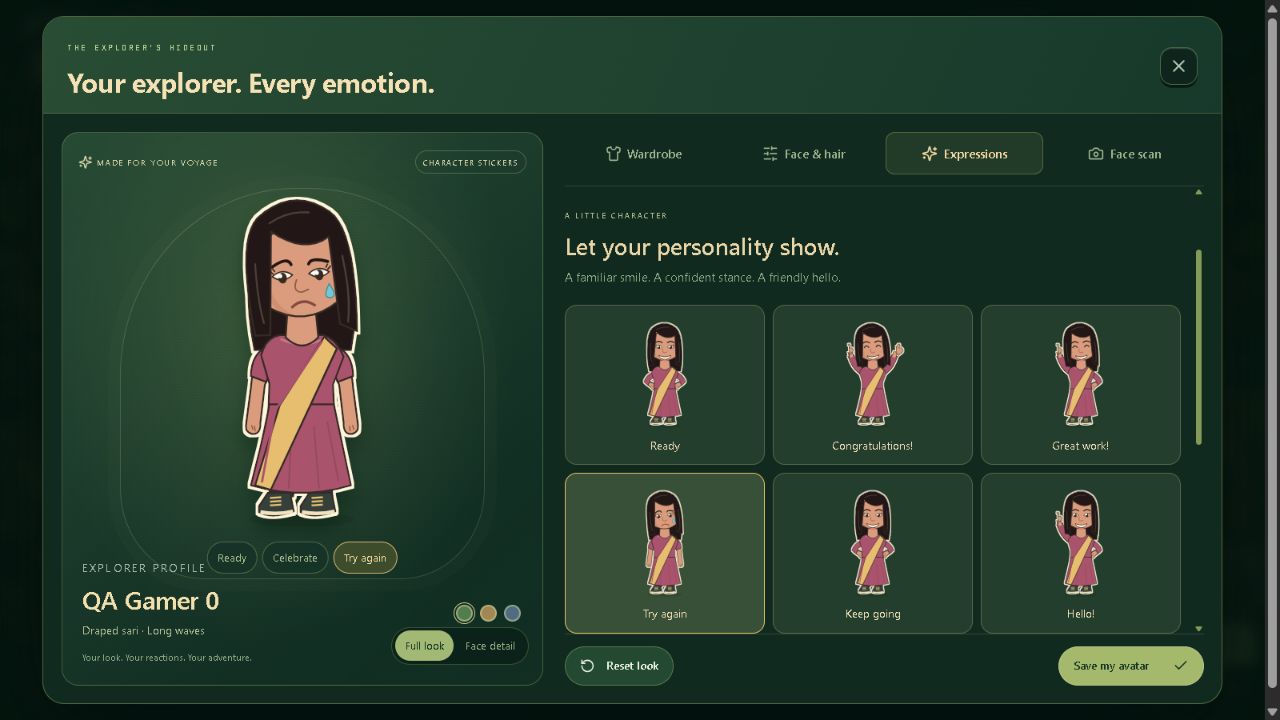 THE EXPLORER'S HIDEOUT
Your explorer. Every emotion.
MADE FOR YOUR VOYAGE
CHARACTER STICKERS
Ready
Celebrate
Try again
EXPLORER PROFILE
QA Gamer 0
Draped sari · Long waves
Your look. Your reactions. Your adventure.
Full look
Face detail
Wardrobe
Face & hair
Expressions
Face scan
A LITTLE CHARACTER
Let your personality show.
A familiar smile. A confident stance. A friendly hello.
Ready
Congratulations!
Great work!
Try again
Keep going
Hello!
Reset look
Save my avatar